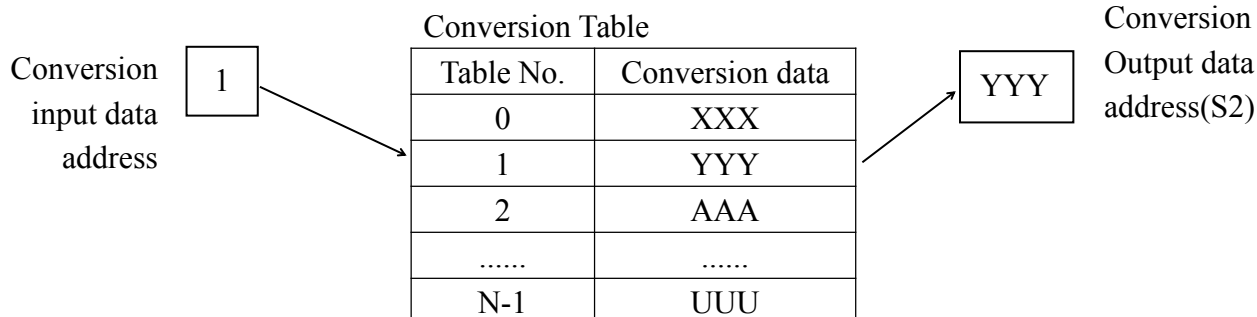 Conversion
input data
address
1
Conversion Table
Table No. Conversion data
0 XXX
1 YYY
2 AAA
...... ......
N-1 UUU
YYY
Conversion
Output data
address(S2)